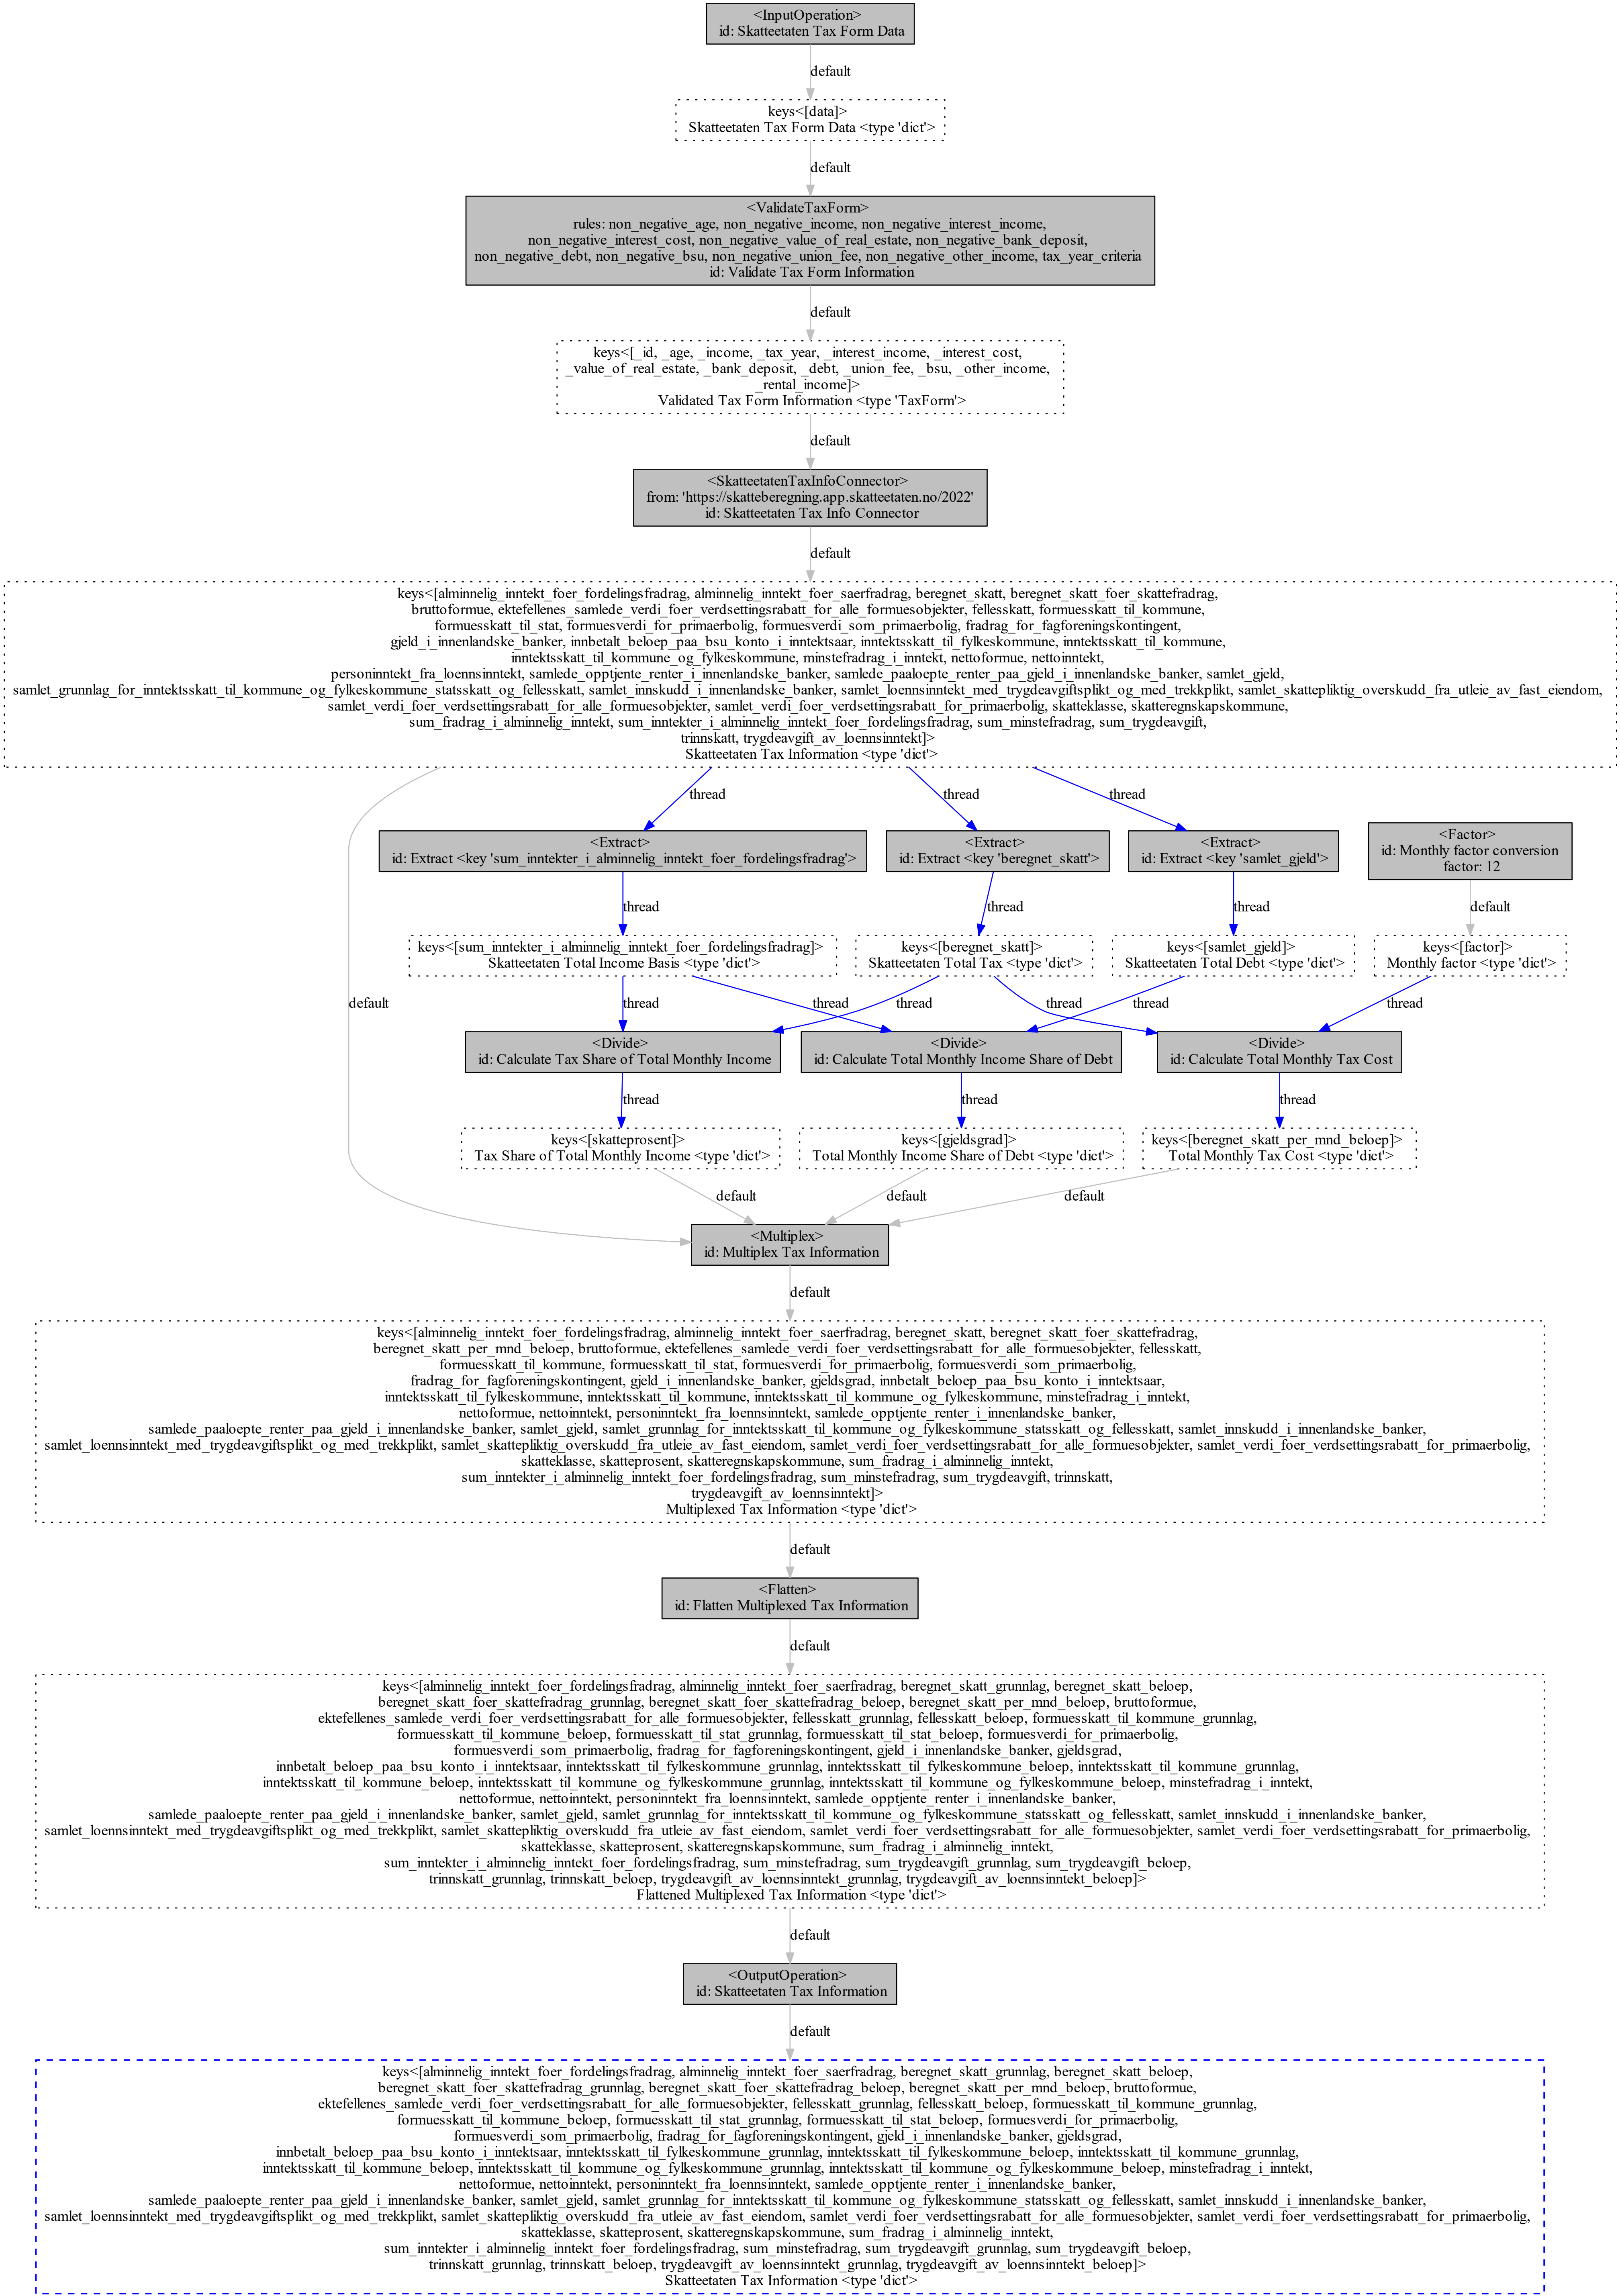 <InputOperation>
id: Skatteetaten Tax Form Data
default
keys<[data]>
Skatteetaten Tax Form Data <type 'dict'>
default
<ValidateTaxForm>
rules: non_negative_age, non_negative_income, non_negative_interest_income,
non_negative_interest_cost, non_negative_value_of_real_estate, non_negative_bank_deposit,
non_negative_debt, non_negative_bsu, non_negative_union_fee, non_negative_other_income, tax_year_criteria
id: Validate Tax Form Information
default
keys<[_id, _age, _income, _tax_year, _interest_income, _interest_cost,
_value_of_real_estate, _bank_deposit, _debt, _union_fee, _bsu, _other_income,
_rental_income]>
Validated Tax Form Information <type 'TaxForm'>
default
<SkatteetatenTaxInfoConnector>
from: 'https://skatteberegning.app.skatteetaten.no/2022'
id: Skatteetaten Tax Info Connector
default
keys<[alminnelig_inntekt_foer_fordelingsfradrag, alminnelig_inntekt_foer_saerfradrag, beregnet_skatt, beregnet_skatt_foer_skattefradrag,
bruttoformue, ektefellenes_samlede_verdi_foer_verdsettingsrabatt_for_alle_formuesobjekter, fellesskatt, formuesskatt_til_kommune,
formuesskatt_til_stat, formuesverdi_for_primaerbolig, formuesverdi_som_primaerbolig, fradrag_for_fagforeningskontingent,
gjeld_i_innenlandske_banker, innbetalt_beloep_paa_bsu_konto_i_inntektsaar, inntektsskatt_til_fylkeskommune, inntektsskatt_til_kommune,
inntektsskatt_til_kommune_og_fylkeskommune, minstefradrag_i_inntekt, nettoformue, nettoinntekt,
personinntekt_fra_loennsinntekt, samlede_opptjente_renter_i_innenlandske_banker, samlede_paaloepte_renter_paa_gjeld_i_innenlandske_banker, samlet_gjeld,
samlet_grunnlag_for_inntektsskatt_til_kommune_og_fylkeskommune_statsskatt_og_fellesskatt, samlet_innskudd_i_innenlandske_banker, samlet_loennsinntekt_med_trygdeavgiftsplikt_og_med_trekkplikt, samlet_skattepliktig_overskudd_fra_utleie_av_fast_eiendom,
samlet_verdi_foer_verdsettingsrabatt_for_alle_formuesobjekter, samlet_verdi_foer_verdsettingsrabatt_for_primaerbolig, skatteklasse, skatteregnskapskommune,
sum_fradrag_i_alminnelig_inntekt, sum_inntekter_i_alminnelig_inntekt_foer_fordelingsfradrag, sum_minstefradrag, sum_trygdeavgift,
trinnskatt, trygdeavgift_av_loennsinntekt]>
Skatteetaten Tax Information <type 'dict'>
thread
thread
thread
<Extract>
id: Extract <key 'sum_inntekter_i_alminnelig_inntekt_foer_fordelingsfradrag'>
<Extract>
id: Extract <key 'beregnet_skatt'>
<Extract>
id: Extract <key 'samlet_gjeld'>
<Factor>
id: Monthly factor conversion
factor: 12
thread
thread
thread
default
keys<[sum_inntekter_i_alminnelig_inntekt_foer_fordelingsfradrag]>
Skatteetaten Total Income Basis <type 'dict'>
keys<[beregnet_skatt]>
Skatteetaten Total Tax <type 'dict'>
keys<[samlet_gjeld]>
Skatteetaten Total Debt <type 'dict'>
keys<[factor]>
Monthly factor <type 'dict'>
default
thread
thread
thread
thread
thread
thread
<Divide>
id: Calculate Tax Share of Total Monthly Income
<Divide>
id: Calculate Total Monthly Income Share of Debt
<Divide>
id: Calculate Total Monthly Tax Cost
thread
thread
thread
keys<[skatteprosent]>
Tax Share of Total Monthly Income <type 'dict'>
keys<[gjeldsgrad]>
Total Monthly Income Share of Debt <type 'dict'>
keys<[beregnet_skatt_per_mnd_beloep]>
Total Monthly Tax Cost <type 'dict'>
default
default
default
<Multiplex>
id: Multiplex Tax Information
default
keys<[alminnelig_inntekt_foer_fordelingsfradrag, alminnelig_inntekt_foer_saerfradrag, beregnet_skatt, beregnet_skatt_foer_skattefradrag,
beregnet_skatt_per_mnd_beloep, bruttoformue, ektefellenes_samlede_verdi_foer_verdsettingsrabatt_for_alle_formuesobjekter, fellesskatt,
formuesskatt_til_kommune, formuesskatt_til_stat, formuesverdi_for_primaerbolig, formuesverdi_som_primaerbolig,
fradrag_for_fagforeningskontingent, gjeld_i_innenlandske_banker, gjeldsgrad, innbetalt_beloep_paa_bsu_konto_i_inntektsaar,
inntektsskatt_til_fylkeskommune, inntektsskatt_til_kommune, inntektsskatt_til_kommune_og_fylkeskommune, minstefradrag_i_inntekt,
nettoformue, nettoinntekt, personinntekt_fra_loennsinntekt, samlede_opptjente_renter_i_innenlandske_banker,
samlede_paaloepte_renter_paa_gjeld_i_innenlandske_banker, samlet_gjeld, samlet_grunnlag_for_inntektsskatt_til_kommune_og_fylkeskommune_statsskatt_og_fellesskatt, samlet_innskudd_i_innenlandske_banker,
samlet_loennsinntekt_med_trygdeavgiftsplikt_og_med_trekkplikt, samlet_skattepliktig_overskudd_fra_utleie_av_fast_eiendom, samlet_verdi_foer_verdsettingsrabatt_for_alle_formuesobjekter, samlet_verdi_foer_verdsettingsrabatt_for_primaerbolig,
skatteklasse, skatteprosent, skatteregnskapskommune, sum_fradrag_i_alminnelig_inntekt,
sum_inntekter_i_alminnelig_inntekt_foer_fordelingsfradrag, sum_minstefradrag, sum_trygdeavgift, trinnskatt,
trygdeavgift_av_loennsinntekt]>
Multiplexed Tax Information <type 'dict'>
default
<Flatten>
id: Flatten Multiplexed Tax Information
default
keys<[alminnelig_inntekt_foer_fordelingsfradrag, alminnelig_inntekt_foer_saerfradrag, beregnet_skatt_grunnlag, beregnet_skatt_beloep,
beregnet_skatt_foer_skattefradrag_grunnlag, beregnet_skatt_foer_skattefradrag_beloep, beregnet_skatt_per_mnd_beloep, bruttoformue,
ektefellenes_samlede_verdi_foer_verdsettingsrabatt_for_alle_formuesobjekter, fellesskatt_grunnlag, fellesskatt_beloep, formuesskatt_til_kommune_grunnlag,
formuesskatt_til_kommune_beloep, formuesskatt_til_stat_grunnlag, formuesskatt_til_stat_beloep, formuesverdi_for_primaerbolig,
formuesverdi_som_primaerbolig, fradrag_for_fagforeningskontingent, gjeld_i_innenlandske_banker, gjeldsgrad,
innbetalt_beloep_paa_bsu_konto_i_inntektsaar, inntektsskatt_til_fylkeskommune_grunnlag, inntektsskatt_til_fylkeskommune_beloep, inntektsskatt_til_kommune_grunnlag,
inntektsskatt_til_kommune_beloep, inntektsskatt_til_kommune_og_fylkeskommune_grunnlag, inntektsskatt_til_kommune_og_fylkeskommune_beloep, minstefradrag_i_inntekt,
nettoformue, nettoinntekt, personinntekt_fra_loennsinntekt, samlede_opptjente_renter_i_innenlandske_banker,
samlede_paaloepte_renter_paa_gjeld_i_innenlandske_banker, samlet_gjeld, samlet_grunnlag_for_inntektsskatt_til_kommune_og_fylkeskommune_statsskatt_og_fellesskatt, samlet_innskudd_i_innenlandske_banker,
samlet_loennsinntekt_med_trygdeavgiftsplikt_og_med_trekkplikt, samlet_skattepliktig_overskudd_fra_utleie_av_fast_eiendom, samlet_verdi_foer_verdsettingsrabatt_for_alle_formuesobjekter, samlet_verdi_foer_verdsettingsrabatt_for_primaerbolig,
skatteklasse, skatteprosent, skatteregnskapskommune, sum_fradrag_i_alminnelig_inntekt,
sum_inntekter_i_alminnelig_inntekt_foer_fordelingsfradrag, sum_minstefradrag, sum_trygdeavgift_grunnlag, sum_trygdeavgift_beloep,
trinnskatt_grunnlag, trinnskatt_beloep, trygdeavgift_av_loennsinntekt_grunnlag, trygdeavgift_av_loennsinntekt_beloep]>
Flattened Multiplexed Tax Information <type 'dict'>
default
<OutputOperation>
id: Skatteetaten Tax Information
default
keys<[alminnelig_inntekt_foer_fordelingsfradrag, alminnelig_inntekt_foer_saerfradrag, beregnet_skatt_grunnlag, beregnet_skatt_beloep,
beregnet_skatt_foer_skattefradrag_grunnlag, beregnet_skatt_foer_skattefradrag_beloep, beregnet_skatt_per_mnd_beloep, bruttoformue,
ektefellenes_samlede_verdi_foer_verdsettingsrabatt_for_alle_formuesobjekter, fellesskatt_grunnlag, fellesskatt_beloep, formuesskatt_til_kommune_grunnlag,
formuesskatt_til_kommune_beloep, formuesskatt_til_stat_grunnlag, formuesskatt_til_stat_beloep, formuesverdi_for_primaerbolig,
formuesverdi_som_primaerbolig, fradrag_for_fagforeningskontingent, gjeld_i_innenlandske_banker, gjeldsgrad,
innbetalt_beloep_paa_bsu_konto_i_inntektsaar, inntektsskatt_til_fylkeskommune_grunnlag, inntektsskatt_til_fylkeskommune_beloep, inntektsskatt_til_kommune_grunnlag,
inntektsskatt_til_kommune_beloep, inntektsskatt_til_kommune_og_fylkeskommune_grunnlag, inntektsskatt_til_kommune_og_fylkeskommune_beloep, minstefradrag_i_inntekt,
nettoformue, nettoinntekt, personinntekt_fra_loennsinntekt, samlede_opptjente_renter_i_innenlandske_banker,
samlede_paaloepte_renter_paa_gjeld_i_innenlandske_banker, samlet_gjeld, samlet_grunnlag_for_inntektsskatt_til_kommune_og_fylkeskommune_statsskatt_og_fellesskatt, samlet_innskudd_i_innenlandske_banker,
samlet_loennsinntekt_med_trygdeavgiftsplikt_og_med_trekkplikt, samlet_skattepliktig_overskudd_fra_utleie_av_fast_eiendom, samlet_verdi_foer_verdsettingsrabatt_for_alle_formuesobjekter, samlet_verdi_foer_verdsettingsrabatt_for_primaerbolig,
skatteklasse, skatteprosent, skatteregnskapskommune, sum_fradrag_i_alminnelig_inntekt,
sum_inntekter_i_alminnelig_inntekt_foer_fordelingsfradrag, sum_minstefradrag, sum_trygdeavgift_grunnlag, sum_trygdeavgift_beloep,
trinnskatt_grunnlag, trinnskatt_beloep, trygdeavgift_av_loennsinntekt_grunnlag, trygdeavgift_av_loennsinntekt_beloep]>
Skatteetaten Tax Information <type 'dict'>